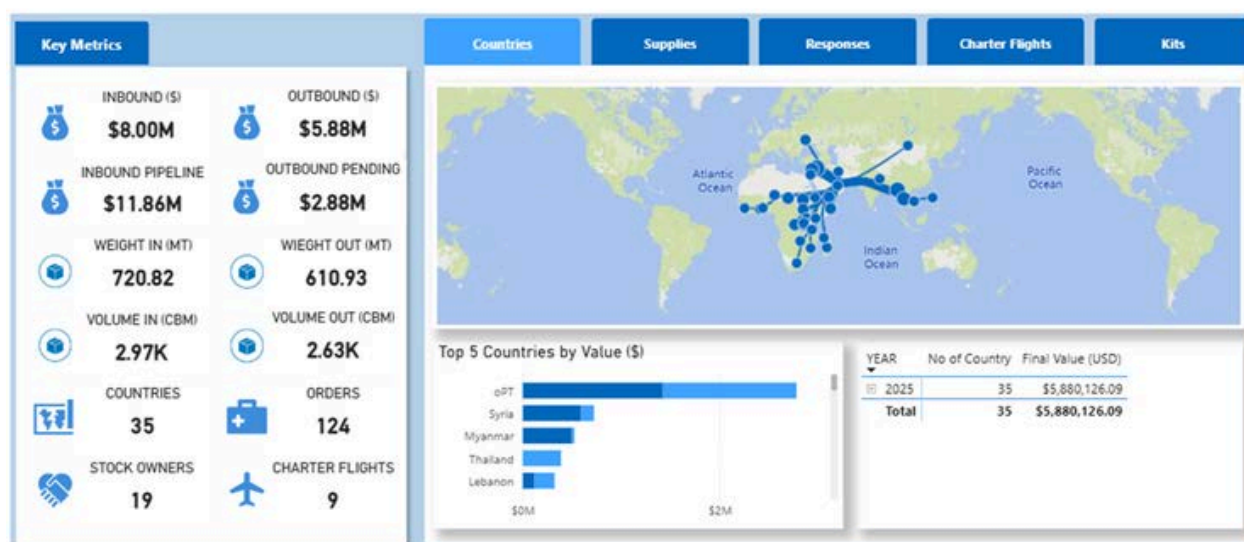 Key Metrics
Countries
Supplies
Responses
Charter Flights
Kits
INBOUND ($)
OUTBOUND ($)
$8.00M
$5.88M
INBOUND PIPELINE
OUTBOUND PENDING
$11.86M
$2.88M
WEIGHT IN (MT)
WIEGHT OUT (MT)
720.82
610.93
VOLUME IN (CBM)
VOLUME OUT (CBM)
2.97K
2.63K
COUNTRIES
ORDERS
35
124
STOCK OWNERS
CHARTER FLIGHTS
19
9
Atlantic
Ocean
Pacific
Ocean
Indian
Ocean
Top 5 Countries by Value ($)
oPT
Syria
Myanmar
Thailand
Lebanon
$0M
$2M
YEAR No of Country Final Value (USD)
2025 35 $5,880,126.09
Total 35 $5,880,126.09